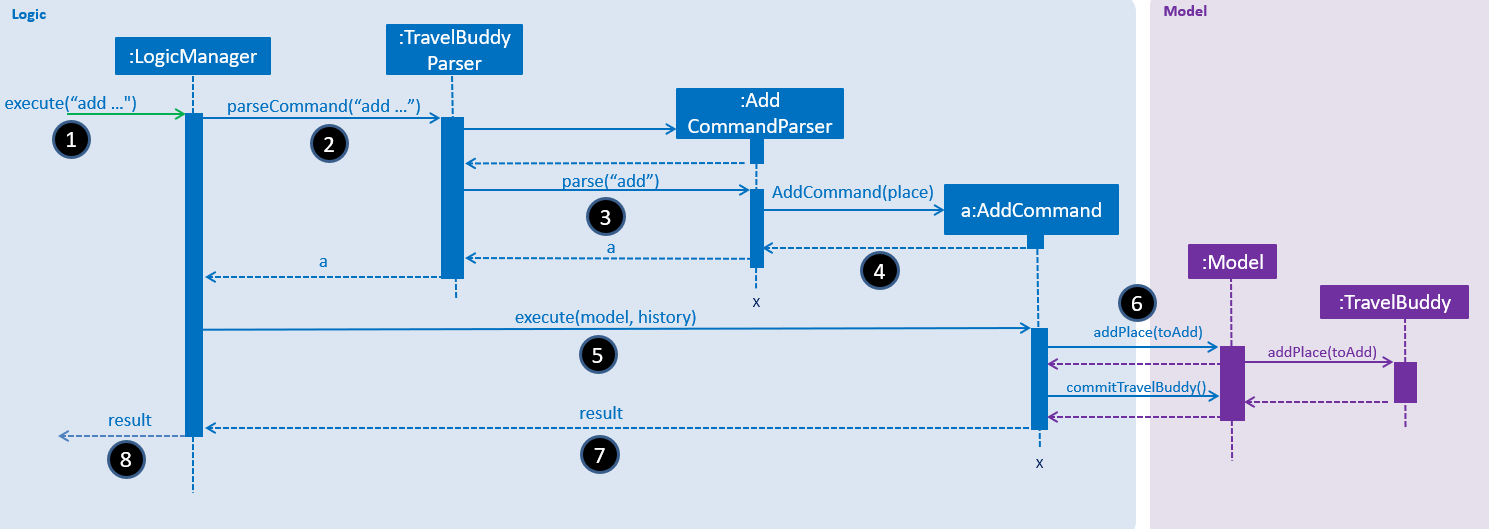 Logic
Model
:LogicManager
:TravelBuddy
Parser
execute(“add ...")
1
parseCommand(“add …”)
2
:Add
CommandParser
parse(“add”)
3
AddCommand(place)
a:AddCommand
a
a
4
x
:Model
:TravelBuddy
6
execute(model, history)
5
addPlace(toAdd)
addPlace(toAdd)
commitTravelBuddy()
result
7
result
8
x